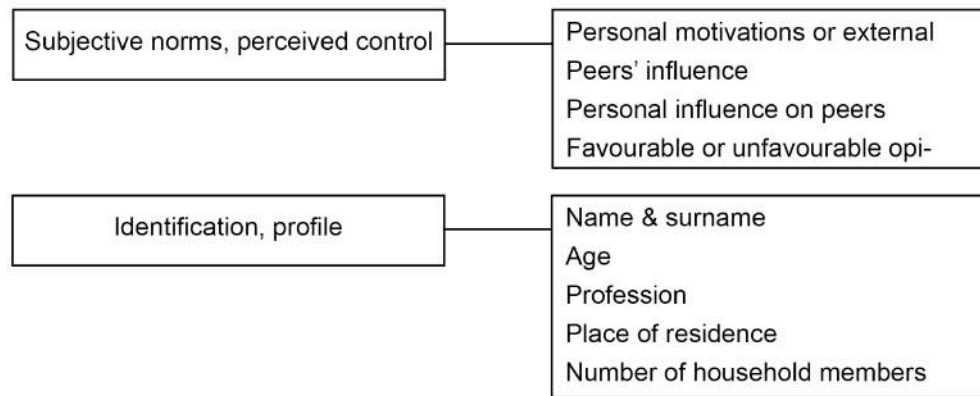 Subjective norms, perceived control
Personal motivations or external
Peers’ influence
Personal influence on peers
Favourable or unfavourable opi-
Identification, profile
Name & surname
Age
Profession
Place of residence
Number of household members